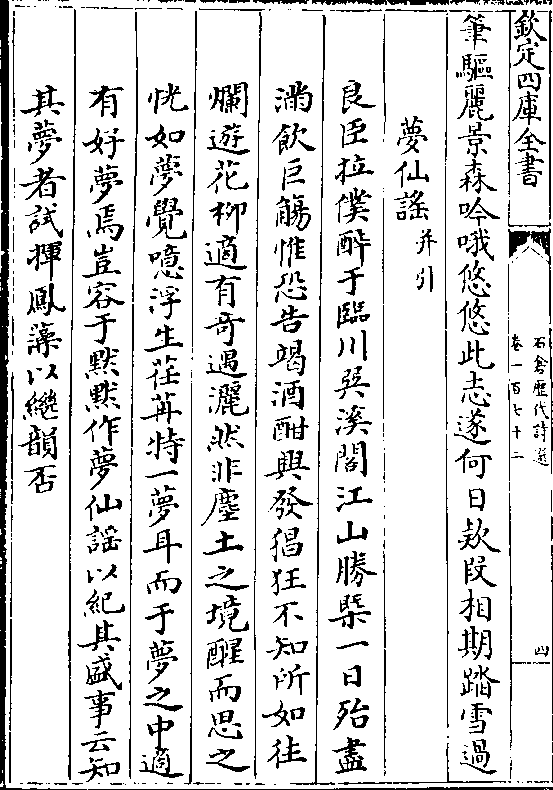 欽定四庫全書
石倉歷代詩選
卷一百七十二
四
筆驅麗景森吟哦悠悠此志遂何日欵段相期踏雪過
夢仙謠并引
良臣拉僕醉于臨川吳溪閣江山勝槩一日殆盡
滿飲巨觴惟恐告竭酒酣興發猖狂不知所如往
爛遊花柳適有奇遇灑然非塵土之境醒而思之
恍如夢覺噫浮生荏苒特一夢耳而于夢之中適
有好夢焉豈容于默默作夢仙謠以紀其盛事云知
其夢者試揮鳳藻以繼韻否